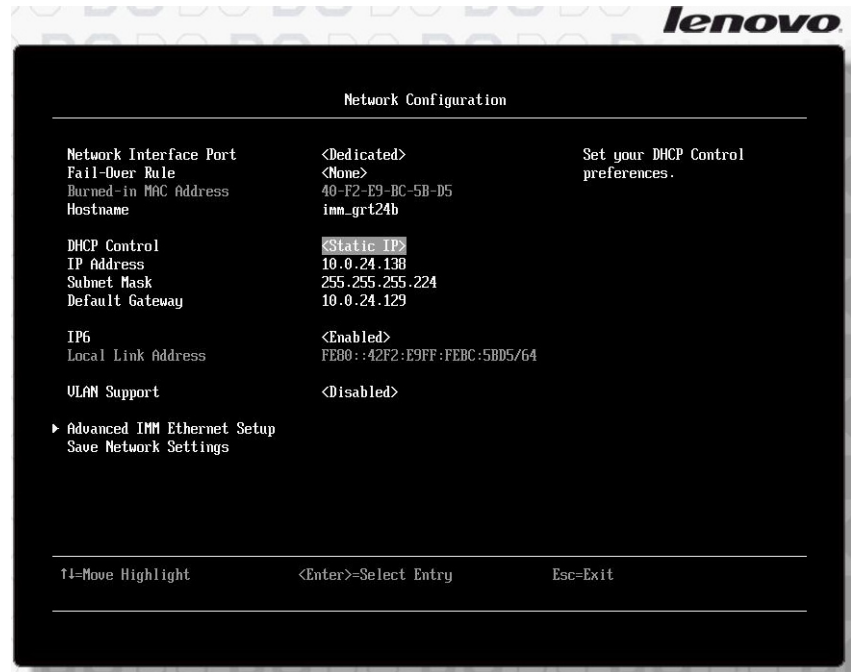 lenovo
Network Configuration
Network Interface Port <Dedicated> Set your DHCP Control
Fail-Over Rule <None> preferences.
Burned-in MAC Address 40-F2-E9-BC-5B-D5
Hostname imm_grt24b
DHCP Control <Static IP>
IP Address 10.0.24.138
Subnet Mask 255.255.255.224
Default Gateway 10.0.24.129
IP6 <Enabled>
Local Link Address FE80::42F2:E9FF:FEBC:5BD5/64
VLAN Support <Disabled>
Advanced IMM Ethernet Setup
Save Network Settings
↑↓=Move Highlight <Enter>=Select Entry Esc=Exit